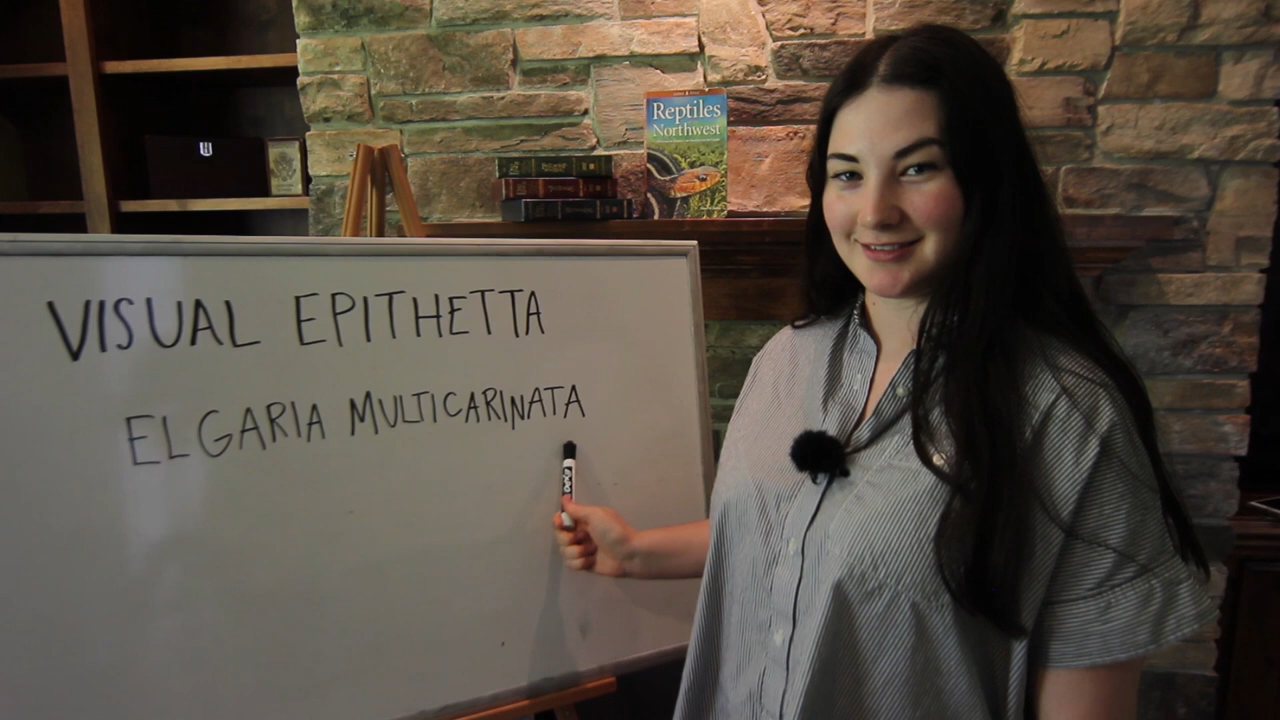 Reptiles
Northwest
VISUAL EPITHETTA
ELGARIA MULTICARINATA
EXPO